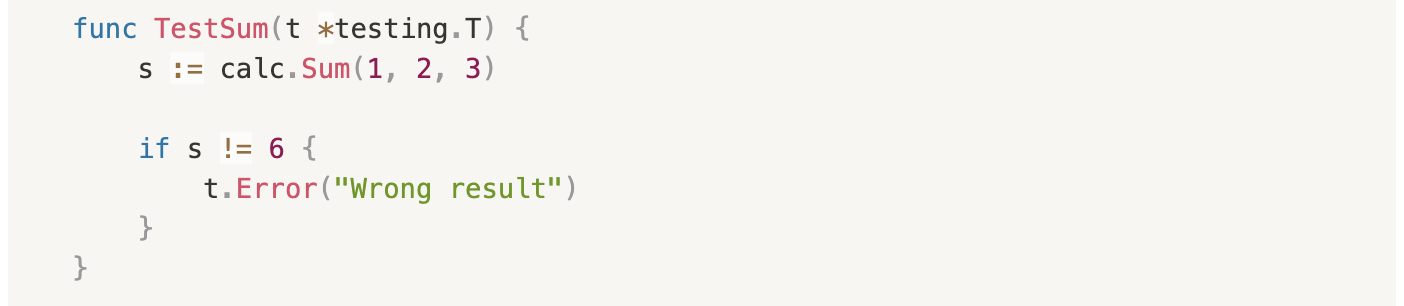 func TestSum(t *testing.T) {
    s := calc.Sum(1, 2, 3)

    if s != 6 {
        t.Error("Wrong result")
    }
}